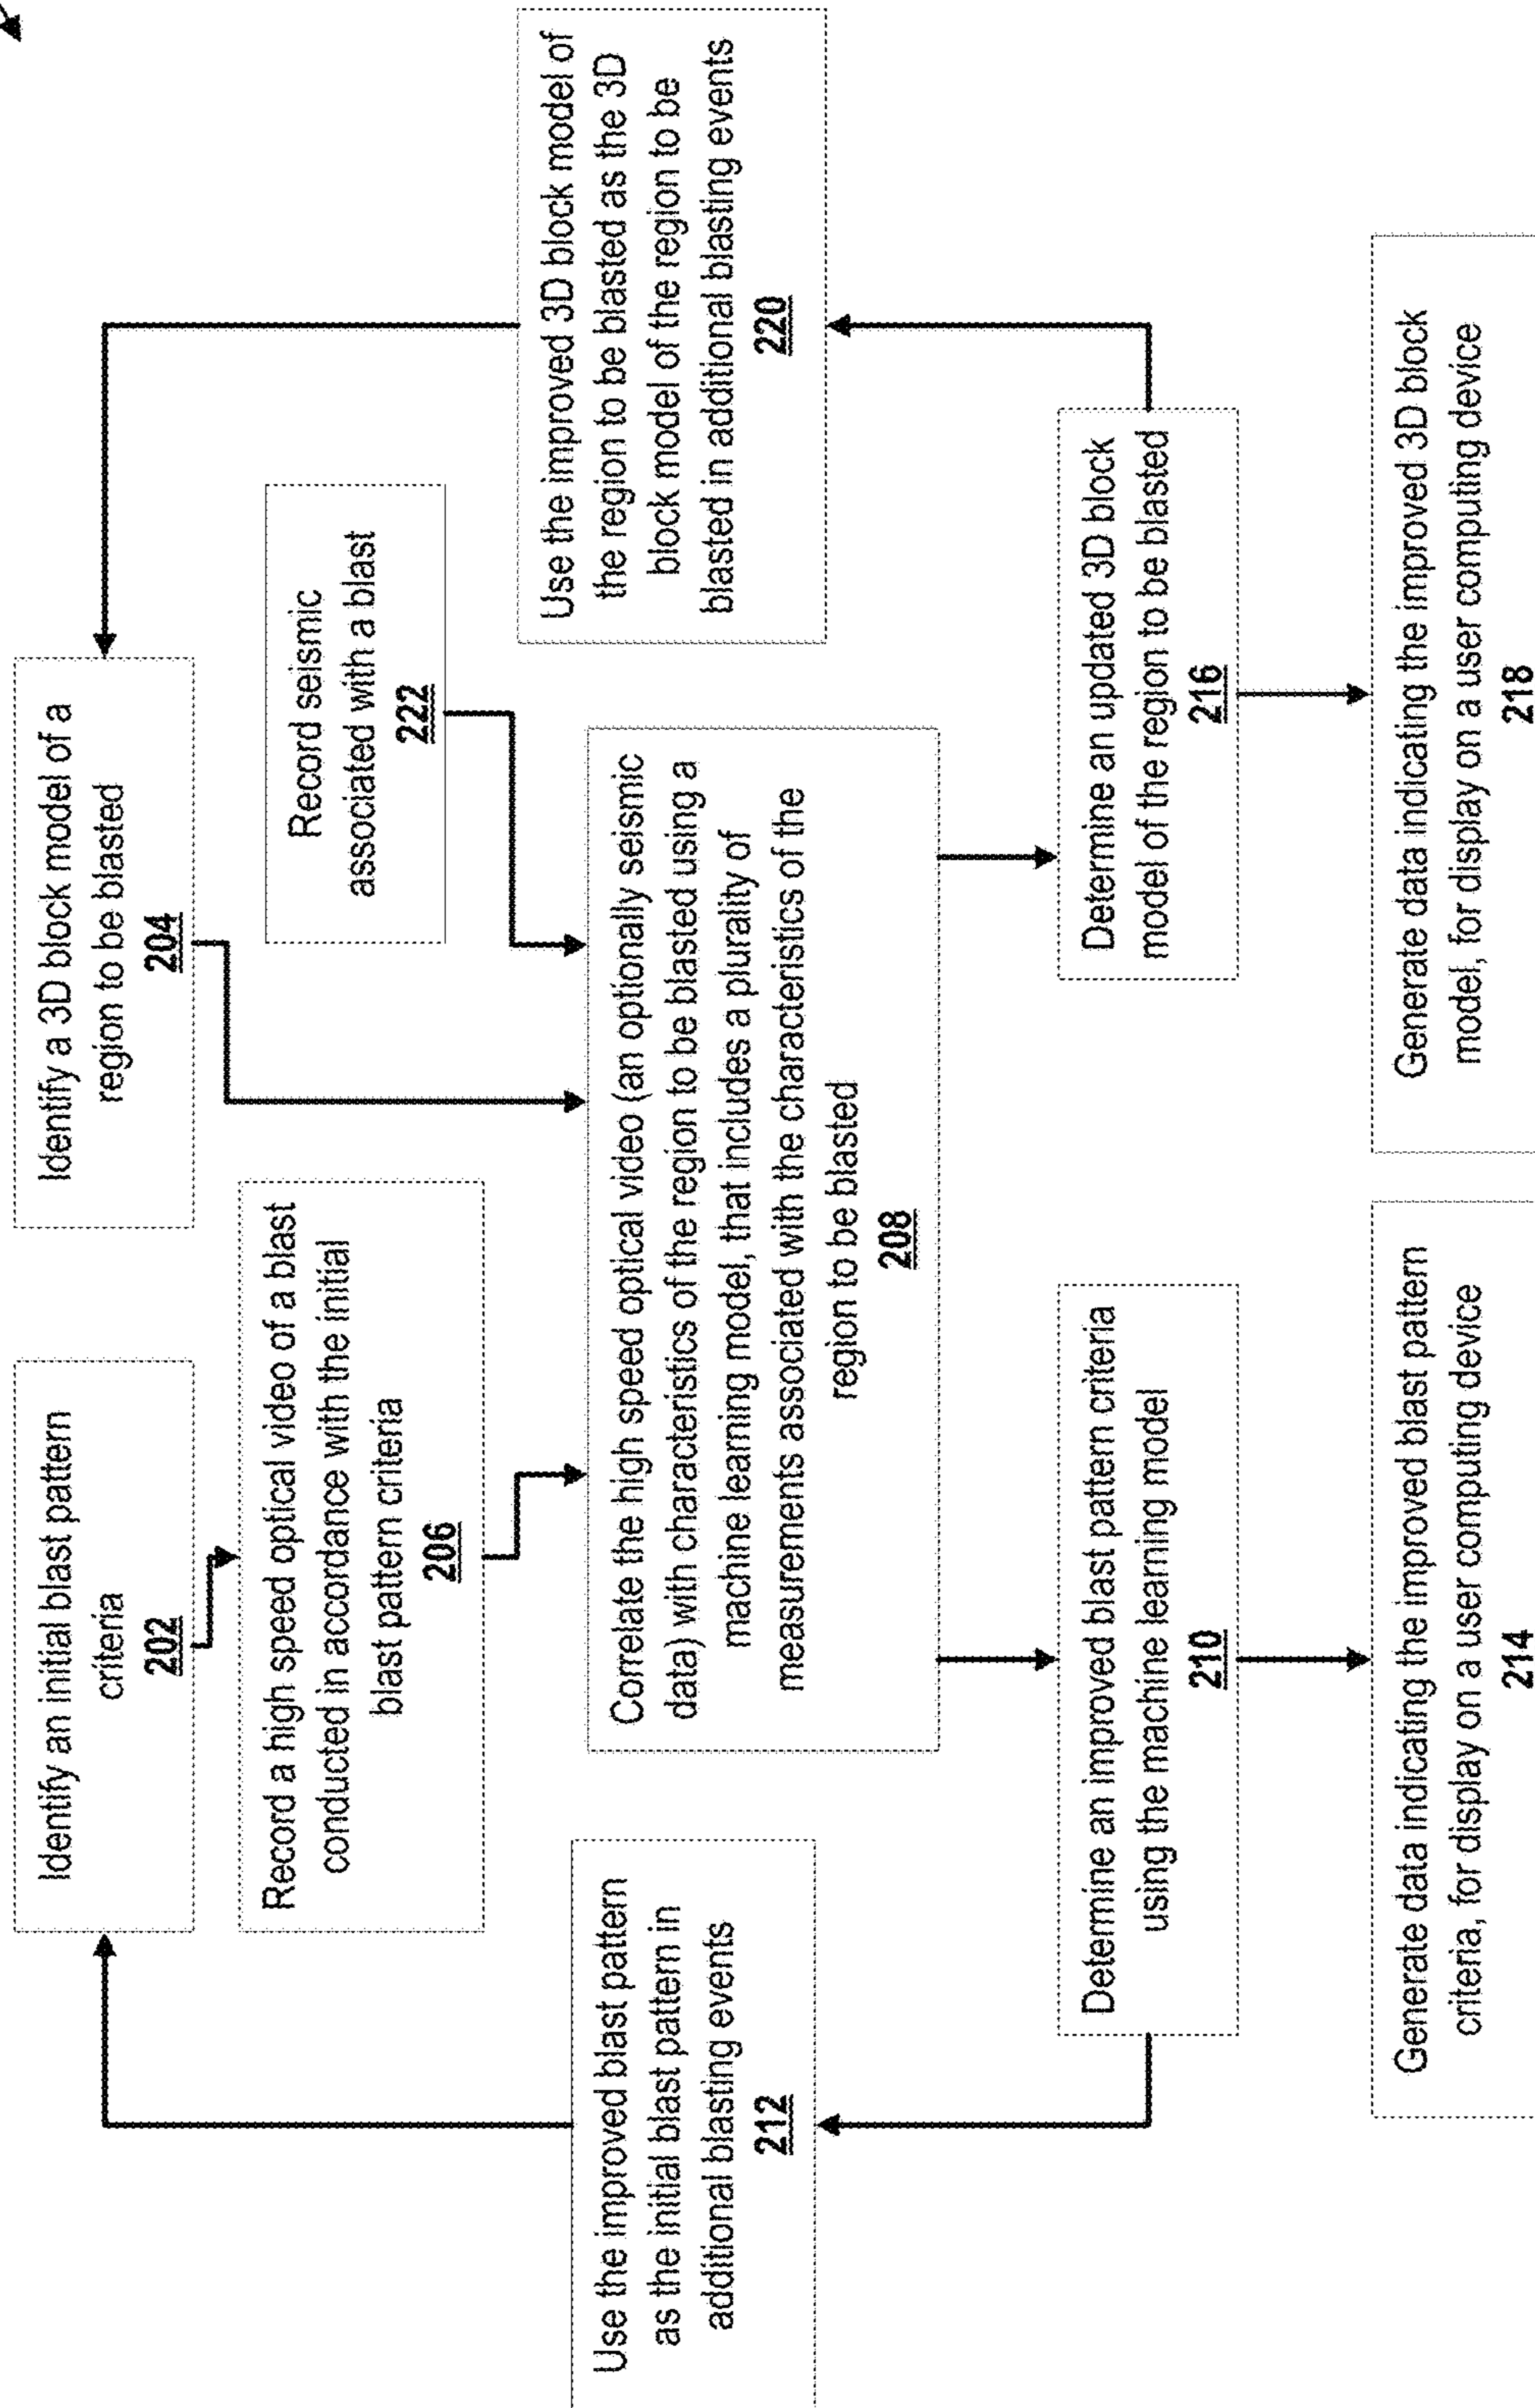 Identify an initial blast pattern
criteria
202
Identify a 3D block model of a
region to be blasted
204
Record a high speed optical video of a blast
conducted in accordance with the initial
blast pattern criteria
206
Record seismic
associated with a blast
222
Use the improved blast pattern
as the initial blast pattern in
additional blasting events
212
Correlate the high speed optical video (an optionally seismic
data) with characteristics of the region to be blasted using a
machine learning model, that includes a plurality of
measurements associated with the characteristics of the
region to be blasted
208
Use the improved 3D block model of
the region to be blasted as the 3D
block model of the region to be
blasted in additional blasting events
220
Determine an improved blast pattern criteria
using the machine learning model
210
Determine an updated 3D block
model of the region to be blasted
216
Generate data indicating the improved blast pattern
criteria, for display on a user computing device
214
Generate data indicating the improved 3D block
model, for display on a user computing device
218